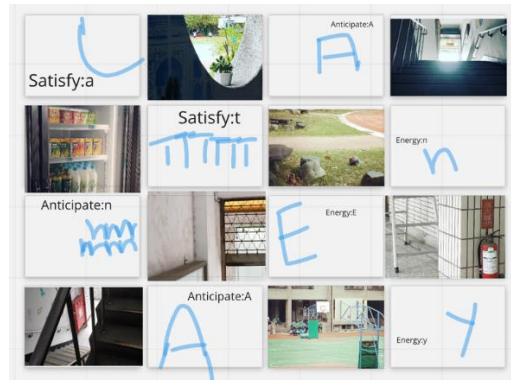 Anticipate:A
A
Satisfy:a
Satisfy:t
Energy:n
n
Anticipate:n
Energy:E
E
Anticipate:A
A
Energy:y
y